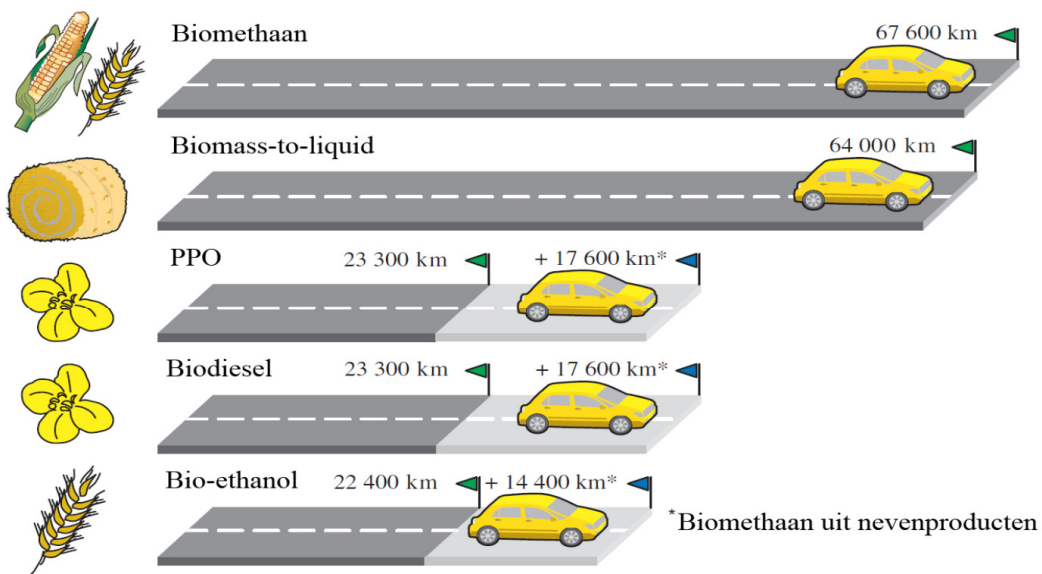 Biomethaan 67 600 km
Biomass-to-liquid 64 000 km
PPO 23 300 km + 17 600 km*
Biodiesel 23 300 km + 17 600 km*
Bio-ethanol 22 400 km + 14 400 km*
*Biomethaan uit nevenproducten